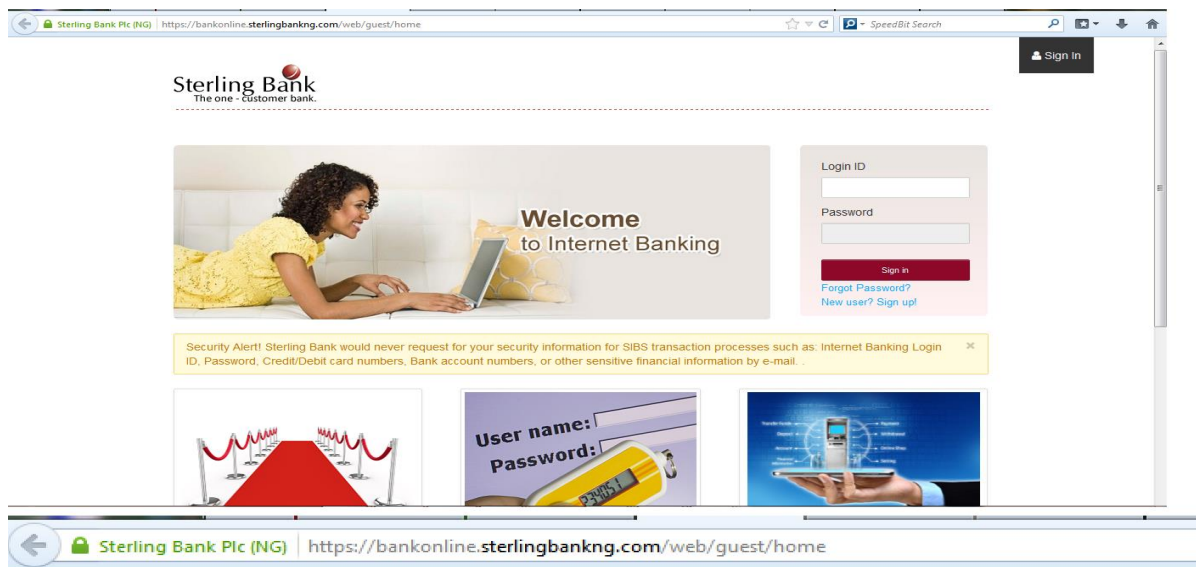 Sterling Bank Plc (NG) https://bankonline.sterlingbankng.com/web/guest/home SpeedBit Search
Sign In
Sterling Bank
The one - customer bank.
Login ID
Welcome
to Internet Banking
Password
Sign in
Forgot Password?
New user? Sign up!
Security Alert! Sterling Bank would never request for your security information for SIBS transaction processes such as: Internet Banking Login
ID, Password, Credit/Debit card numbers, Bank account numbers, or other sensitive financial information by e-mail. .
User name:
Password:
Sterling Bank Plc (NG) https://bankonline.sterlingbankng.com/web/guest/home